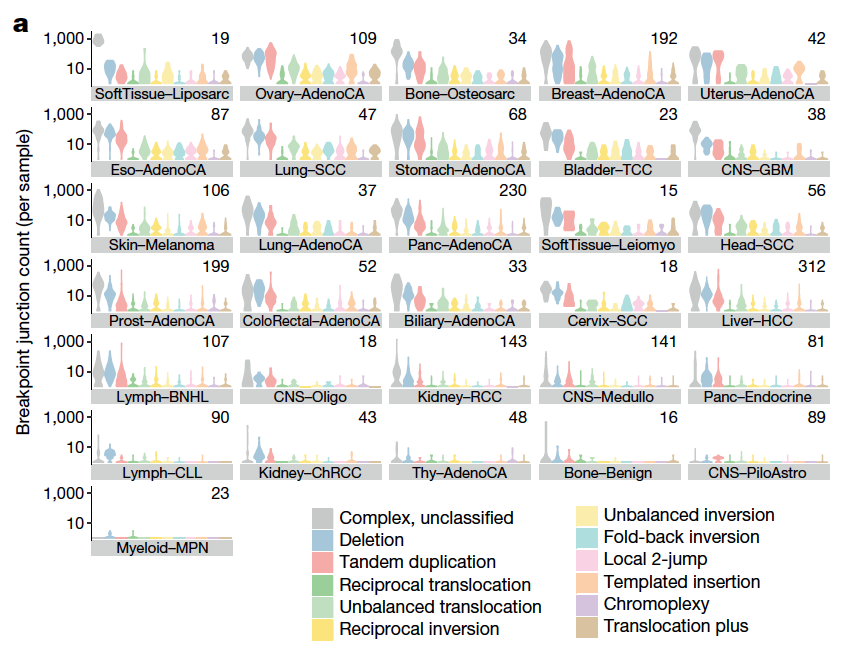 a
Breakpoint junction count (per sample)
1,000
10
19
109
34
192
42
SoftTissue–Liposarc
Ovary–AdenoCA
Bone–Osteosarc
Breast–AdenoCA
Uterus–AdenoCA
1,000
10
87
47
68
23
38
Eso–AdenoCA
Lung–SCC
Stomach–AdenoCA
Bladder–TCC
CNS–GBM
1,000
10
106
37
230
15
56
Skin–Melanoma
Lung–AdenoCA
Panc–AdenoCA
SoftTissue–Leiomyo
Head–SCC
1,000
10
199
52
33
18
312
Prost–AdenoCA
ColoRectal–AdenoCA
Biliary–AdenoCA
Cervix–SCC
Liver–HCC
1,000
10
107
18
143
141
81
Lymph–BNHL
CNS–Oligo
Kidney–RCC
CNS–Medullo
Panc–Endocrine
1,000
10
90
43
48
16
89
Lymph–CLL
Kidney–ChRCC
Thy–AdenoCA
Bone–Benign
CNS–PiloAstro
1,000
10
23
Myeloid–MPN
Complex, unclassified
Deletion
Tandem duplication
Reciprocal translocation
Unbalanced translocation
Reciprocal inversion
Unbalanced inversion
Fold-back inversion
Local 2-jump
Templated insertion
Chromoplexy
Translocation plus